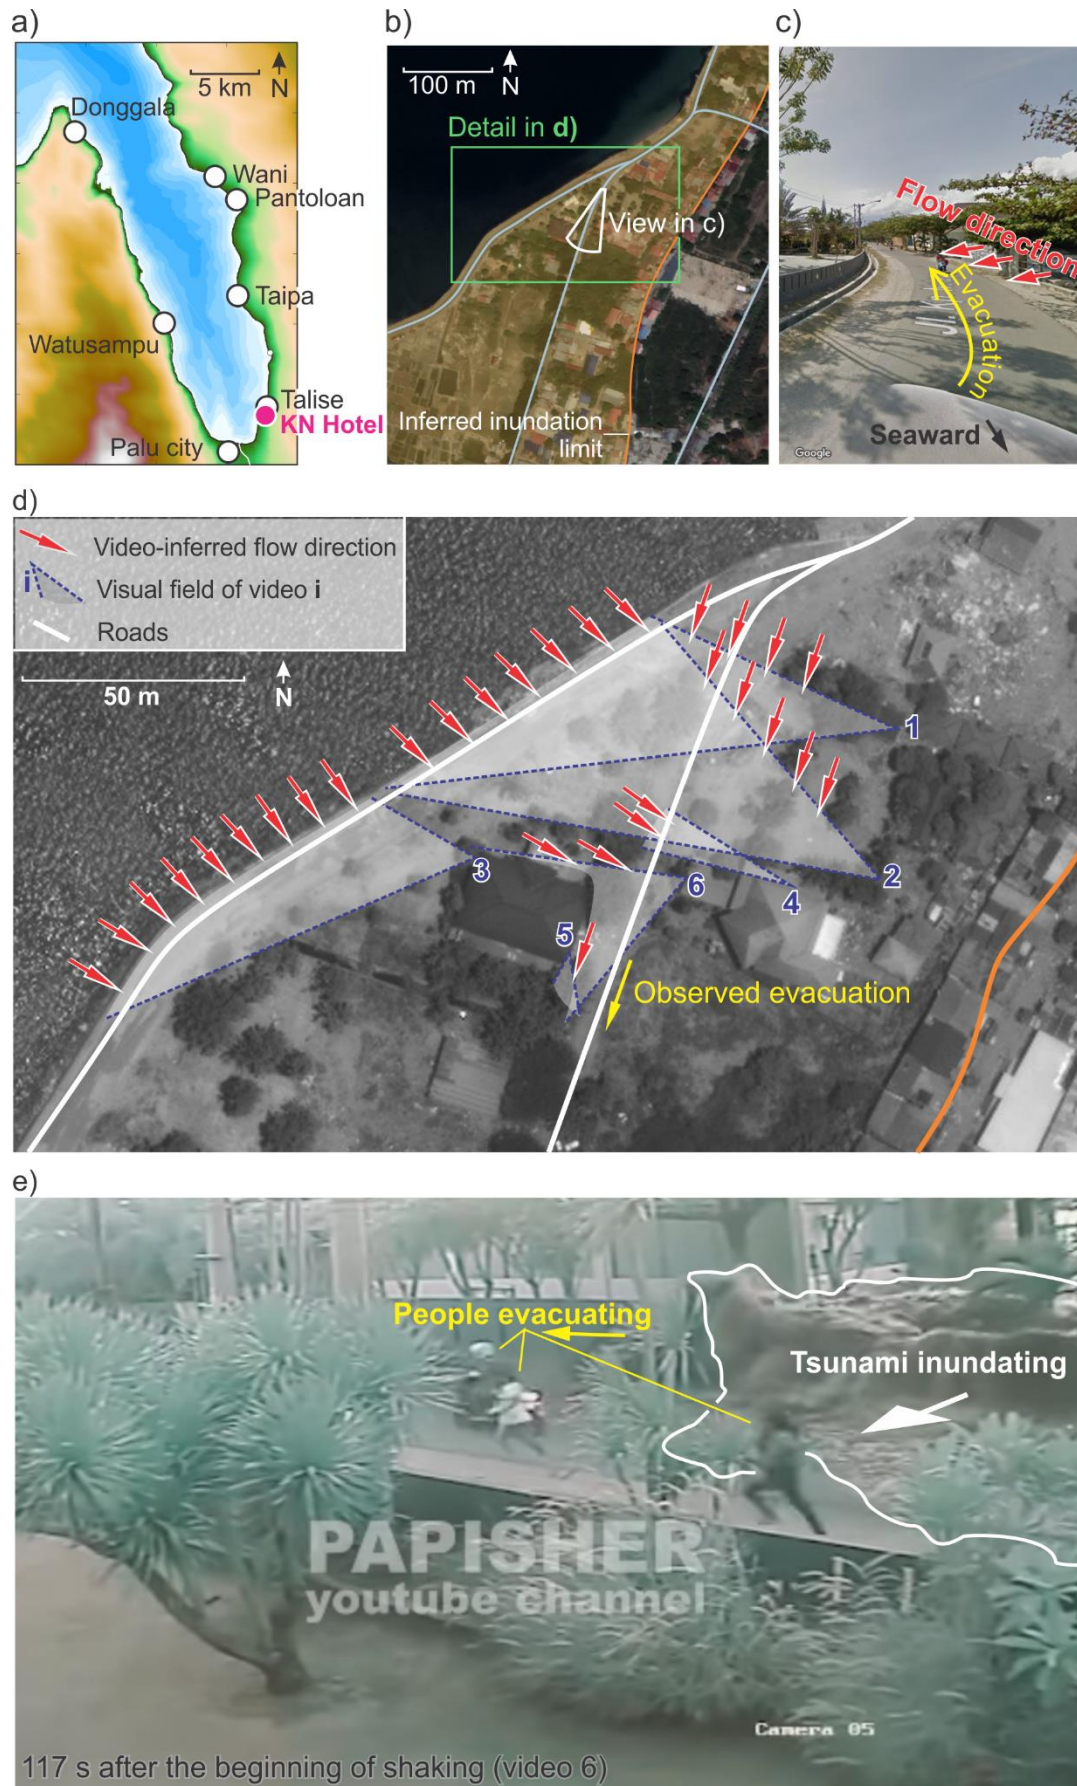 a)
5 km
N
Donggala
Wani
Pantoloan
Taipa
Watusampu
Talise
KN Hotel
Palu city
b)
100 m
N
Detail in d)
View in c)
Inferred inundation
limit
c)
Flow direction
Evacuation
Seaward
Google
d)
Video-inferred flow direction
i
Visual field of video i
Roads
50 m
N
1
2
3
4
5
6
Observed evacuation
e)
People evacuating
Tsunami inundating
PAPISHER
youtube channel
Camera 05
117 s after the beginning of shaking (video 6)